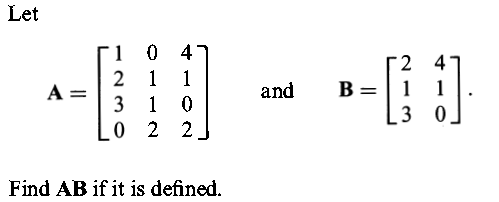 Let
A = [1 0 4; 2 1 1; 3 1 0; 0 2 2] and B = [2 4; 1 1; 3 0].
Find AB if it is defined.